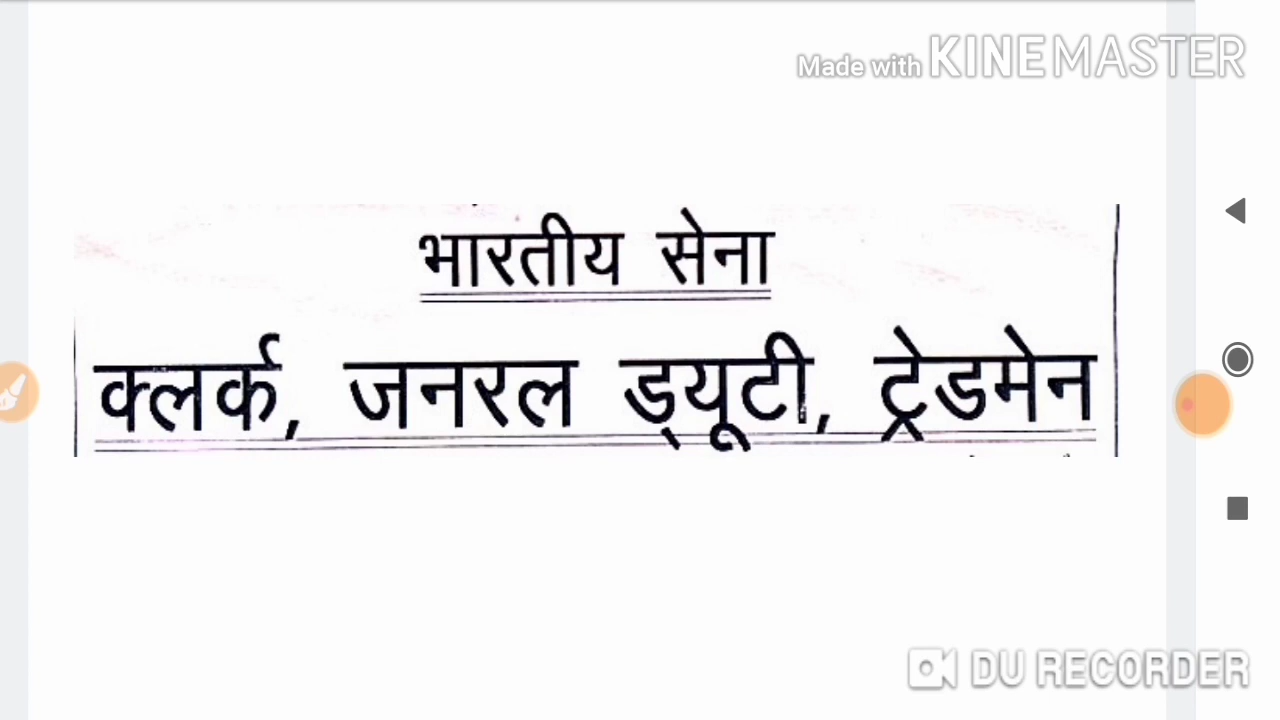 Made with KINEMASTER
भारतीय सेना
क्लर्क, जनरल ड्यूटी, ट्रेडमेन
DU RECORDER